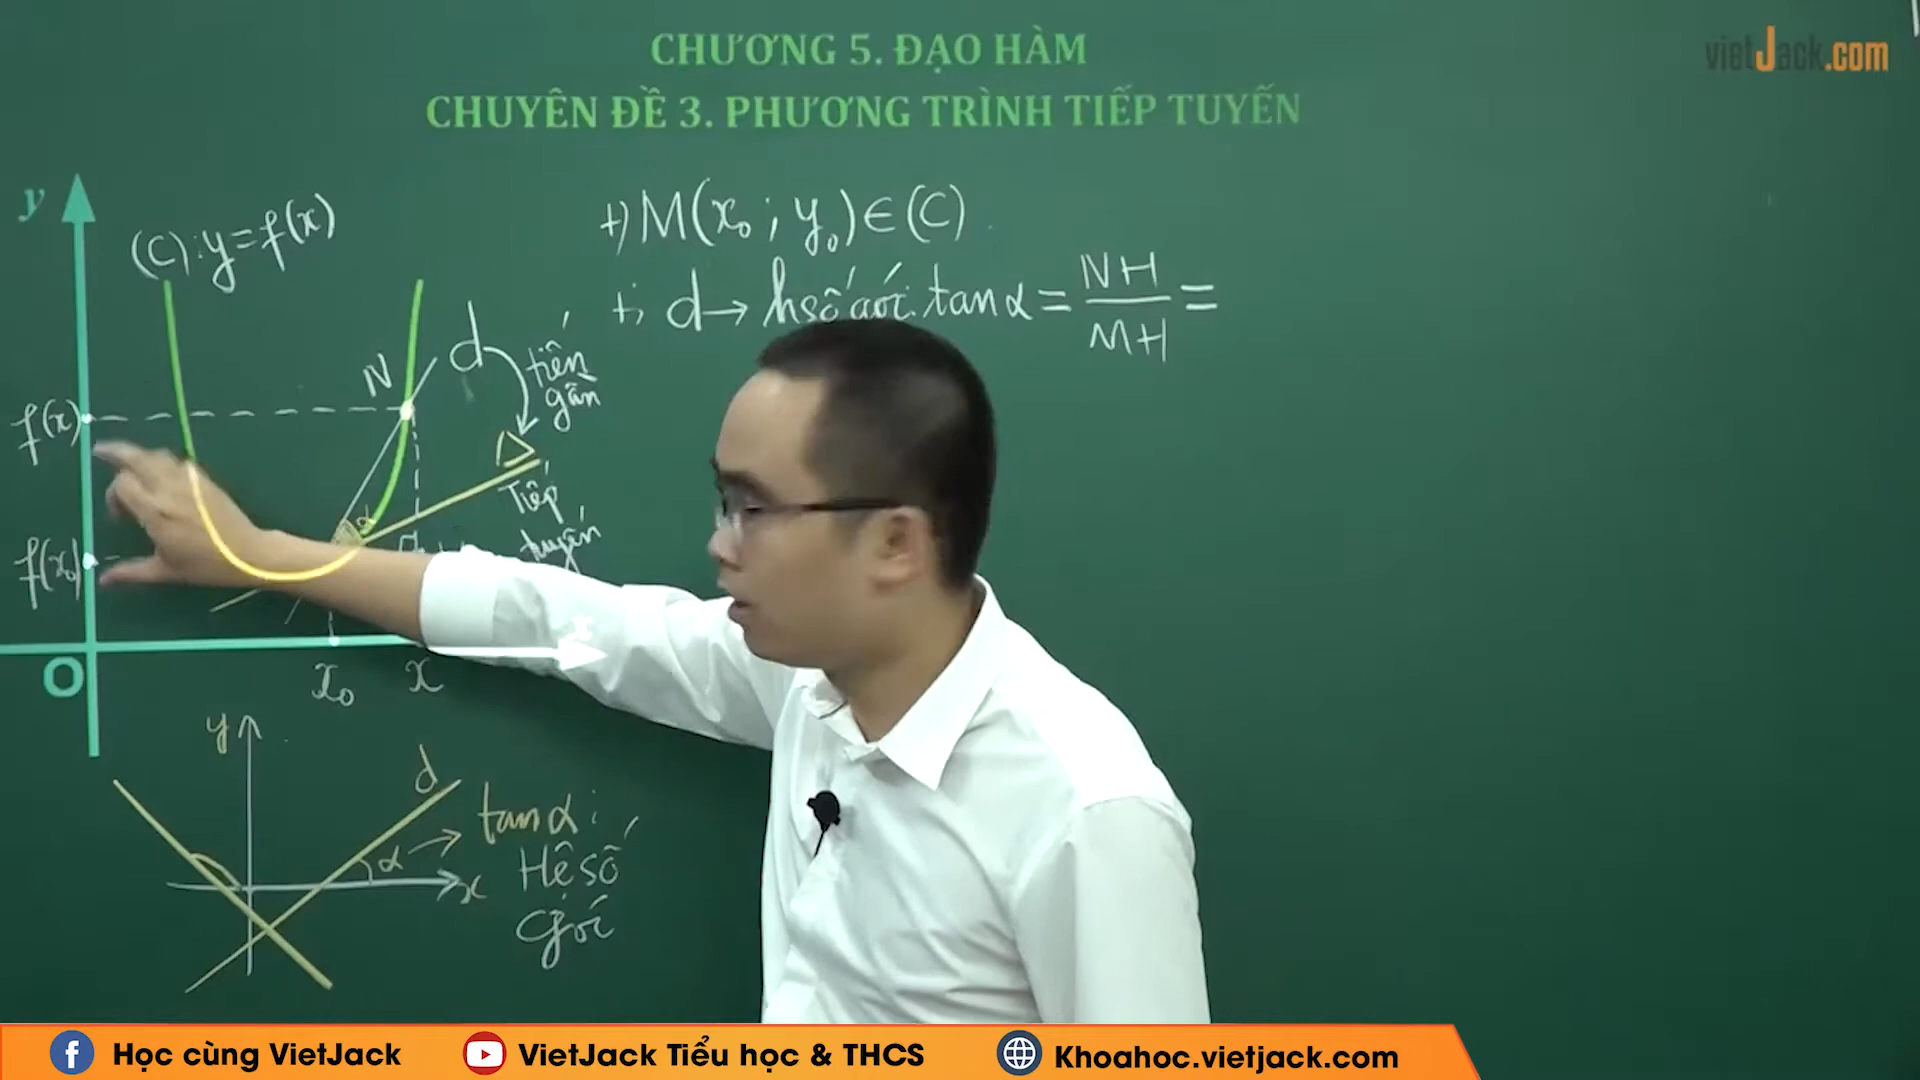 vietJack.com
CHƯƠNG 5. ĐẠO HÀM
CHUYÊN ĐỀ 3. PHƯƠNG TRÌNH TIẾP TUYẾN
y
(C): y = f(x)
+) M(x₀; y₀) ∈ (C)
+, d → hsố góc: tan α = NH/MH =
N
d
tiến
gần
f(x)
Δ
Tiếp
tuyến
α
f(x₀)
x
O
x₀
x
y
d
tan α:
α
x
Hệ số
góc
Học cùng VietJack
VietJack Tiểu học & THCS
Khoahoc.vietjack.com